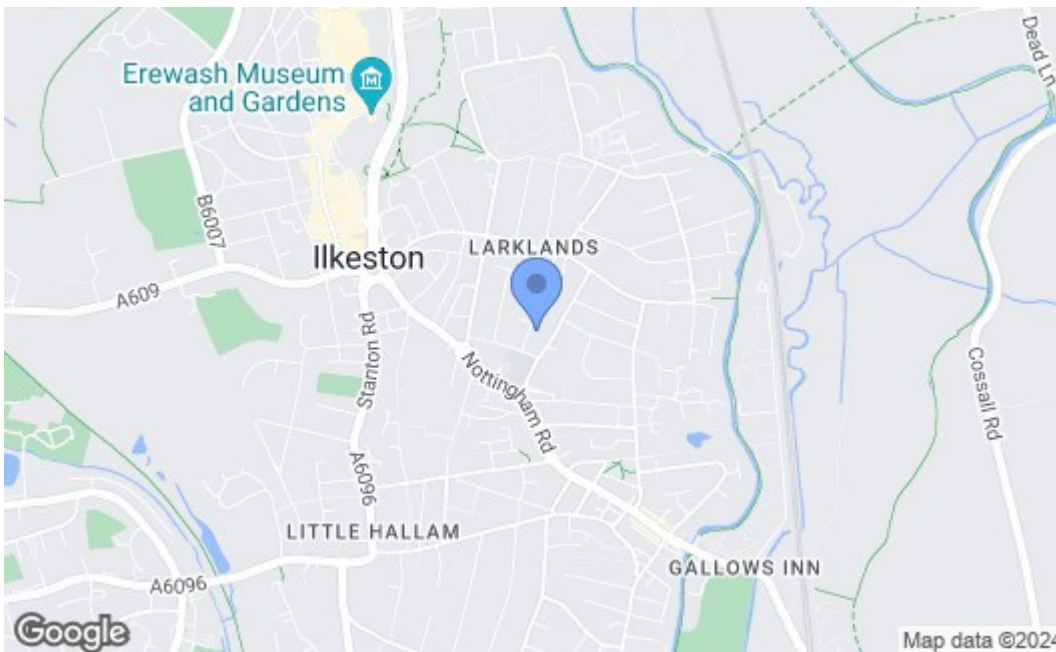 Erewash Museum
and Gardens
M
Dead Ln
B6007
LARKLANDS
Ilkeston
A609
Stanton Rd
Nottingham Rd
Cossall Rd
A6096
LITTLE HALLAM
A6096
GALLOWS INN
Google
Map data ©2024